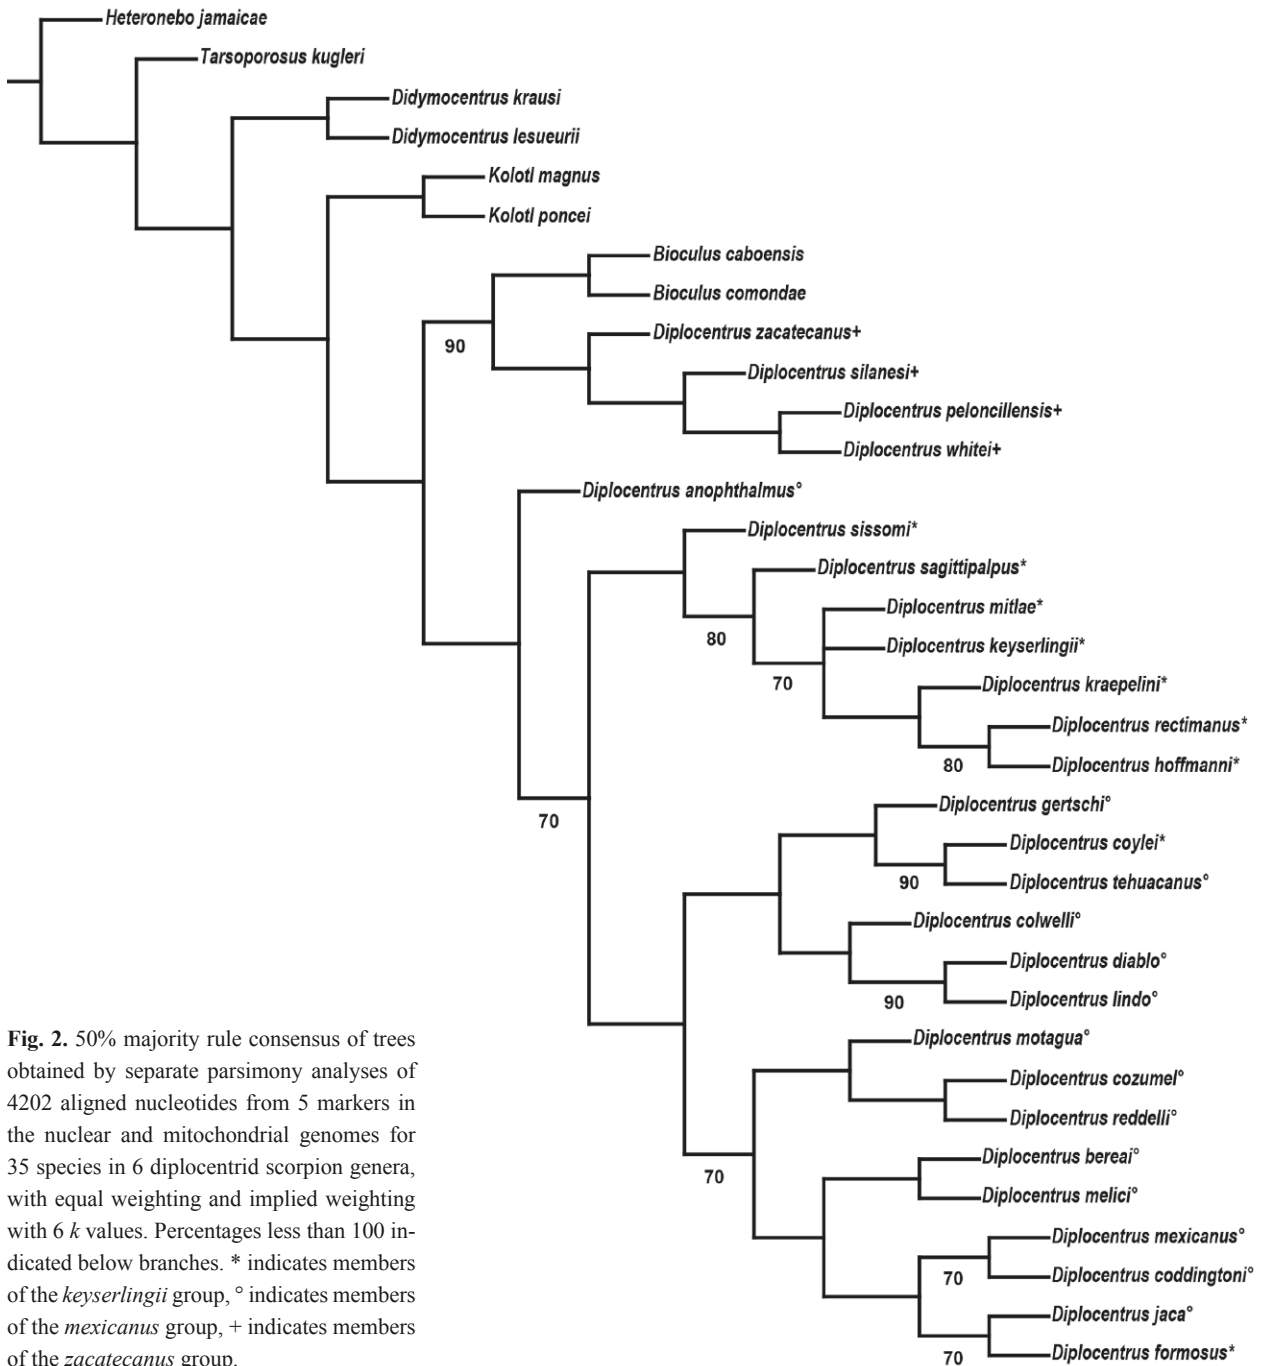 Heteronebo jamaicae
Tarsoporosus kugleri
Didymocentrus krausi
Didymocentrus lesueurii
Kolotl magnus
Kolotl poncei
Bioculus caboensis
Bioculus comondae
Diplocentrus zacatecanus+
90
Diplocentrus silanesi+
Diplocentrus peloncillensis+
Diplocentrus whitei+
Diplocentrus anophthalmus°
Diplocentrus sissomi*
Diplocentrus sagittipalpus*
Diplocentrus mitlae*
80
Diplocentrus keyserlingii*
70
Diplocentrus kraepelini*
Diplocentrus rectimanus*
Diplocentrus hoffmanni*
80
Diplocentrus gertschi°
70
Diplocentrus coylei*
Diplocentrus tehuacanus°
90
Diplocentrus colwelli°
Diplocentrus diablo°
Diplocentrus lindo°
90
Diplocentrus motagua°
Diplocentrus cozumel°
Diplocentrus reddelli°
Diplocentrus bereai°
70
Diplocentrus melici°
Diplocentrus mexicanus°
Diplocentrus coddingtoni°
70
Diplocentrus jaca°
Diplocentrus formosus*
70
Fig. 2. 50% majority rule consensus of trees
obtained by separate parsimony analyses of
4202 aligned nucleotides from 5 markers in
the nuclear and mitochondrial genomes for
35 species in 6 diplocentrid scorpion genera,
with equal weighting and implied weighting
with 6 k values. Percentages less than 100 in-
dicated below branches. * indicates members
of the keyserlingii group, ° indicates members
of the mexicanus group, + indicates members
of the zacatecanus group.